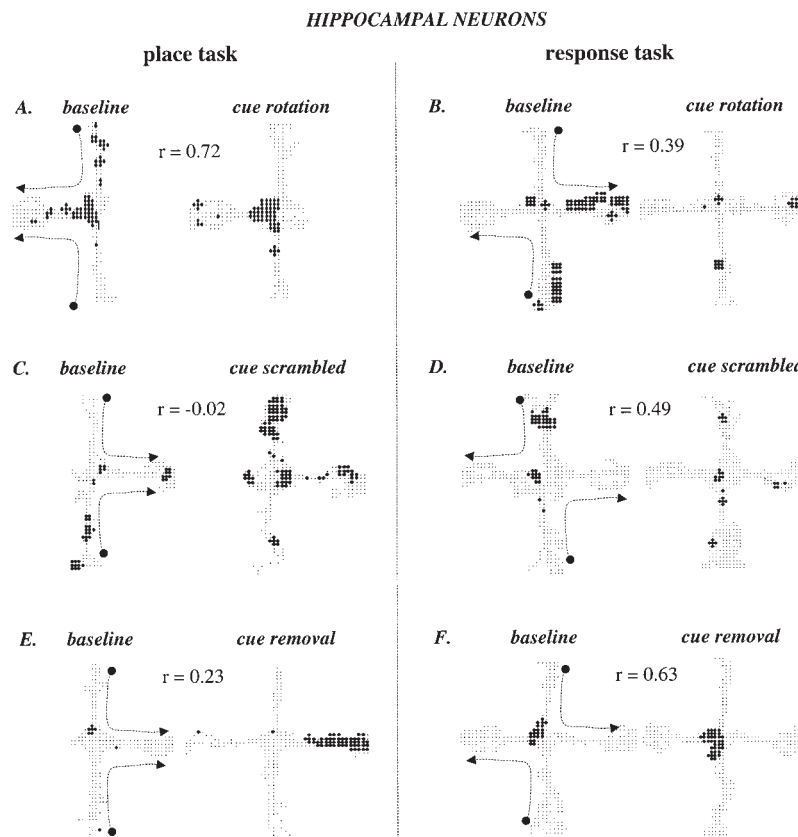 HIPPOCAMPAL NEURONS
place task
response task
A. baseline cue rotation
r = 0.72
B. baseline cue rotation
r = 0.39
C. baseline cue scrambled
r = -0.02
D. baseline cue scrambled
r = 0.49
E. baseline cue removal
r = 0.23
F. baseline cue removal
r = 0.63